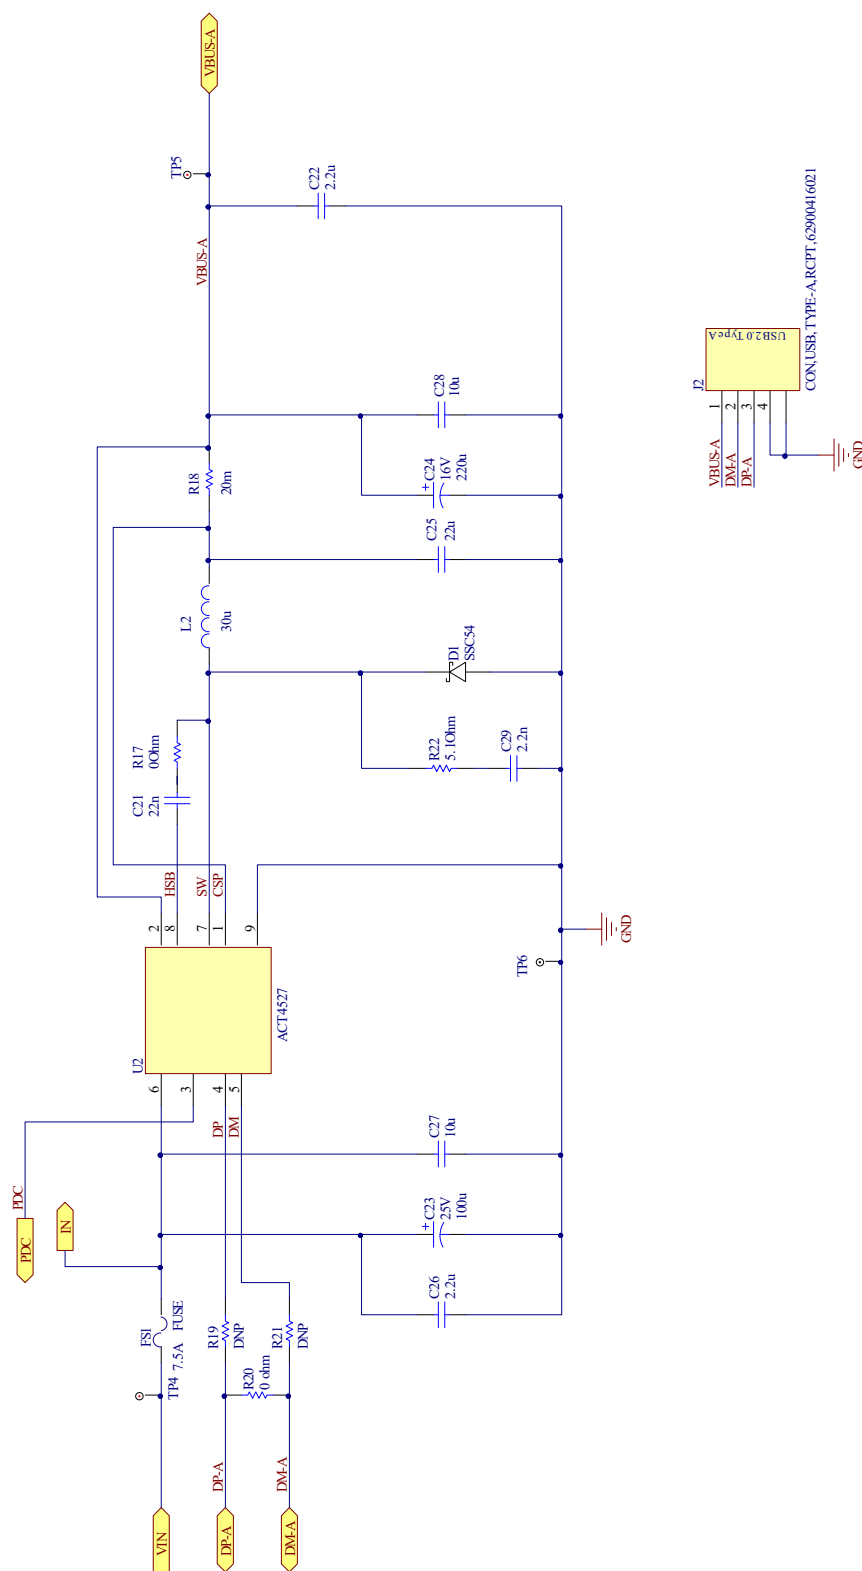 VIN
TP4
FS1
7.5A FUSE
IN
PDC
PDC
DP-A
DP-A
DM-A
DM-A
R19
DNP
R20
0 ohm
R21
DNP
C26
2.2u
C23
25V
100u
C27
10u
DP
DM
6
3
4
5
U2
ACT4527
2
8
7
1
9
HSB
SW
CSP
TP6
GND
C21
22n
R17
0Ohm
R22
5.1Ohm
C29
2.2n
D1
SSC54
L2
30u
C25
22u
C24
16V
220u
C28
10u
R18
20m
VBUS-A
C22
2.2u
TP5
VBUS-A
J2
USB2.0 TypeA
VBUS-A 1
DM-A 2
DP-A 3
4
GND
CON,USB,TYPE-A,RCPT,62900416021